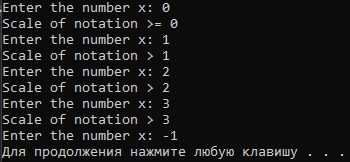 Enter the number x: 0
Scale of notation >= 0
Enter the number x: 1
Scale of notation > 1
Enter the number x: 2
Scale of notation > 2
Enter the number x: 3
Scale of notation > 3
Enter the number x: -1
Для продолжения нажмите любую клавишу . . .